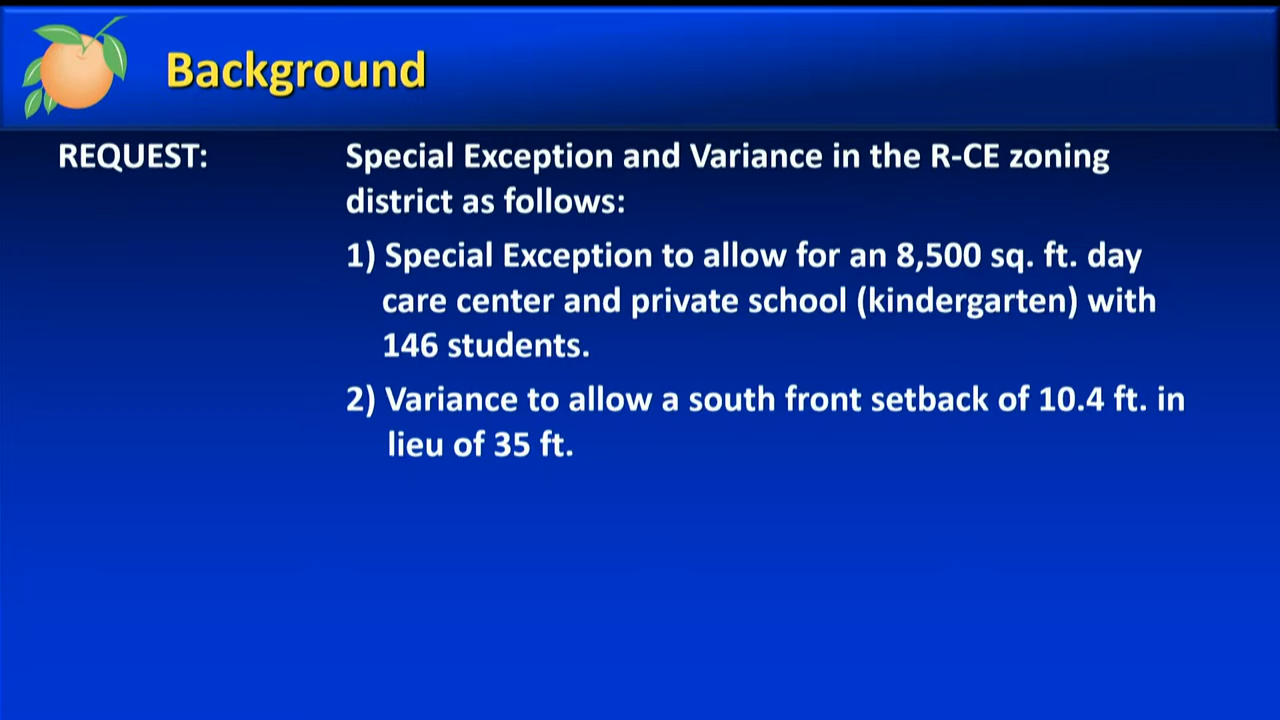 Background
REQUEST: Special Exception and Variance in the R-CE zoning
district as follows:
1) Special Exception to allow for an 8,500 sq. ft. day
care center and private school (kindergarten) with
146 students.
2) Variance to allow a south front setback of 10.4 ft. in
lieu of 35 ft.